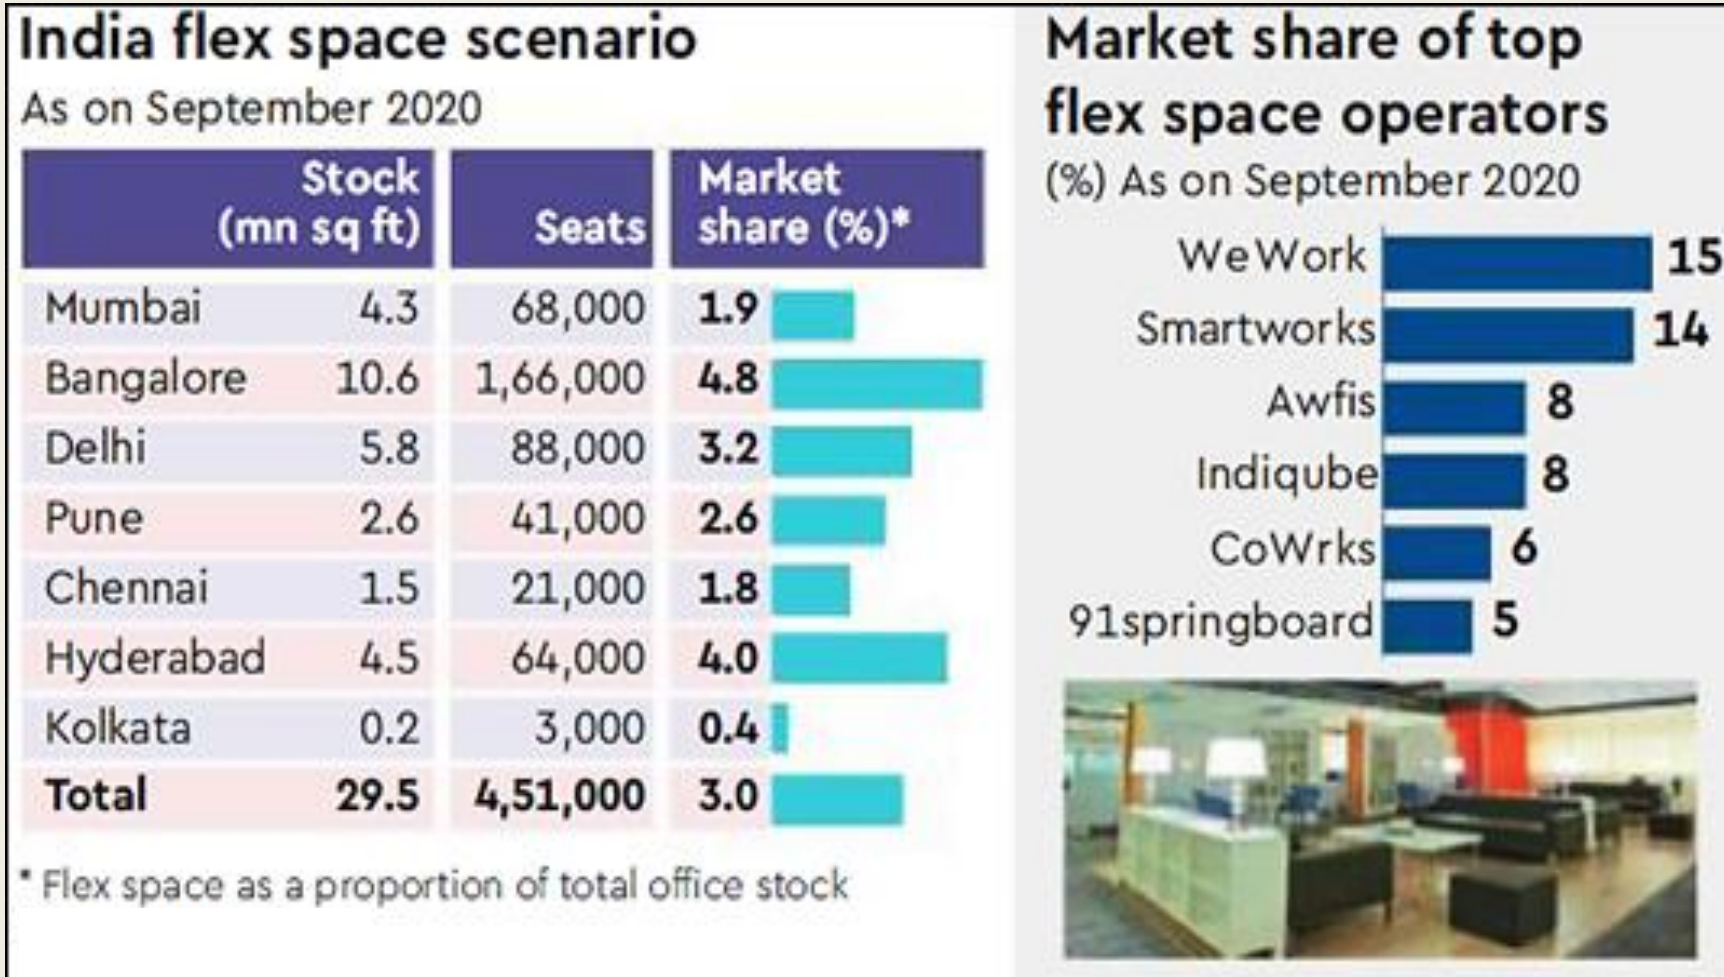 India flex space scenario
As on September 2020
Stock (mn sq ft) Seats Market share (%)*
Mumbai 4.3 68,000 1.9
Bangalore 10.6 1,66,000 4.8
Delhi 5.8 88,000 3.2
Pune 2.6 41,000 2.6
Chennai 1.5 21,000 1.8
Hyderabad 4.5 64,000 4.0
Kolkata 0.2 3,000 0.4
Total 29.5 4,51,000 3.0
* Flex space as a proportion of total office stock
Market share of top
flex space operators
(%) As on September 2020
WeWork 15
Smartworks 14
Awfis 8
Indiqube 8
CoWrks 6
91springboard 5